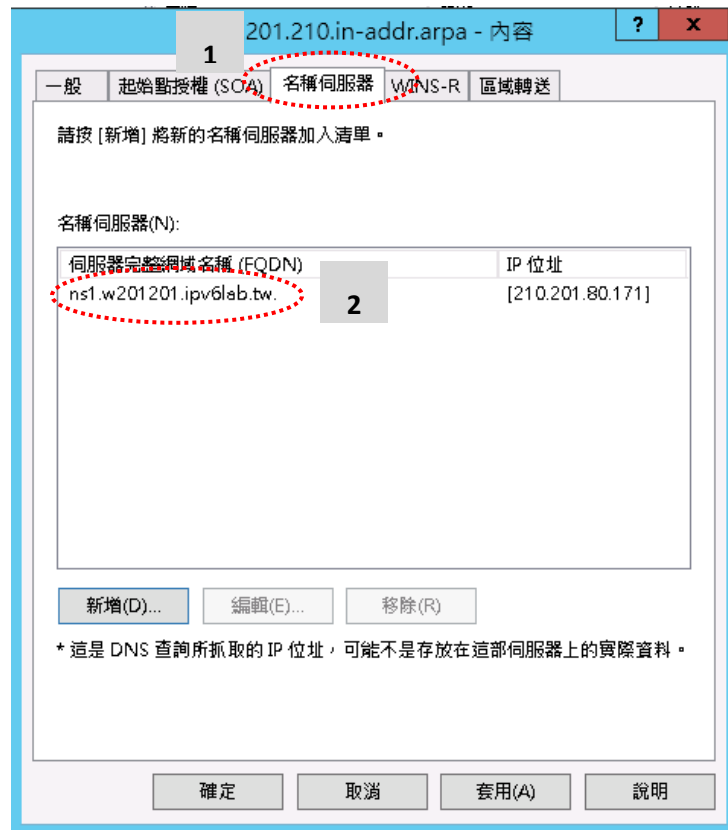 201.210.in-addr.arpa - 內容
?
x
1
一般
起始點授權 (SOA)
名稱伺服器
WINS-R
區域轉送
請按 [新增] 將新的名稱伺服器加入清單。
名稱伺服器(N):
伺服器完整網域名稱 (FQDN)
IP 位址
ns1.w201201.ipv6lab.tw.
[210.201.80.171]
2
新增(D)...
編輯(E)...
移除(R)
* 這是 DNS 查詢所抓取的 IP 位址，可能不是存放在這部伺服器上的實際資料。
確定
取消
套用(A)
說明